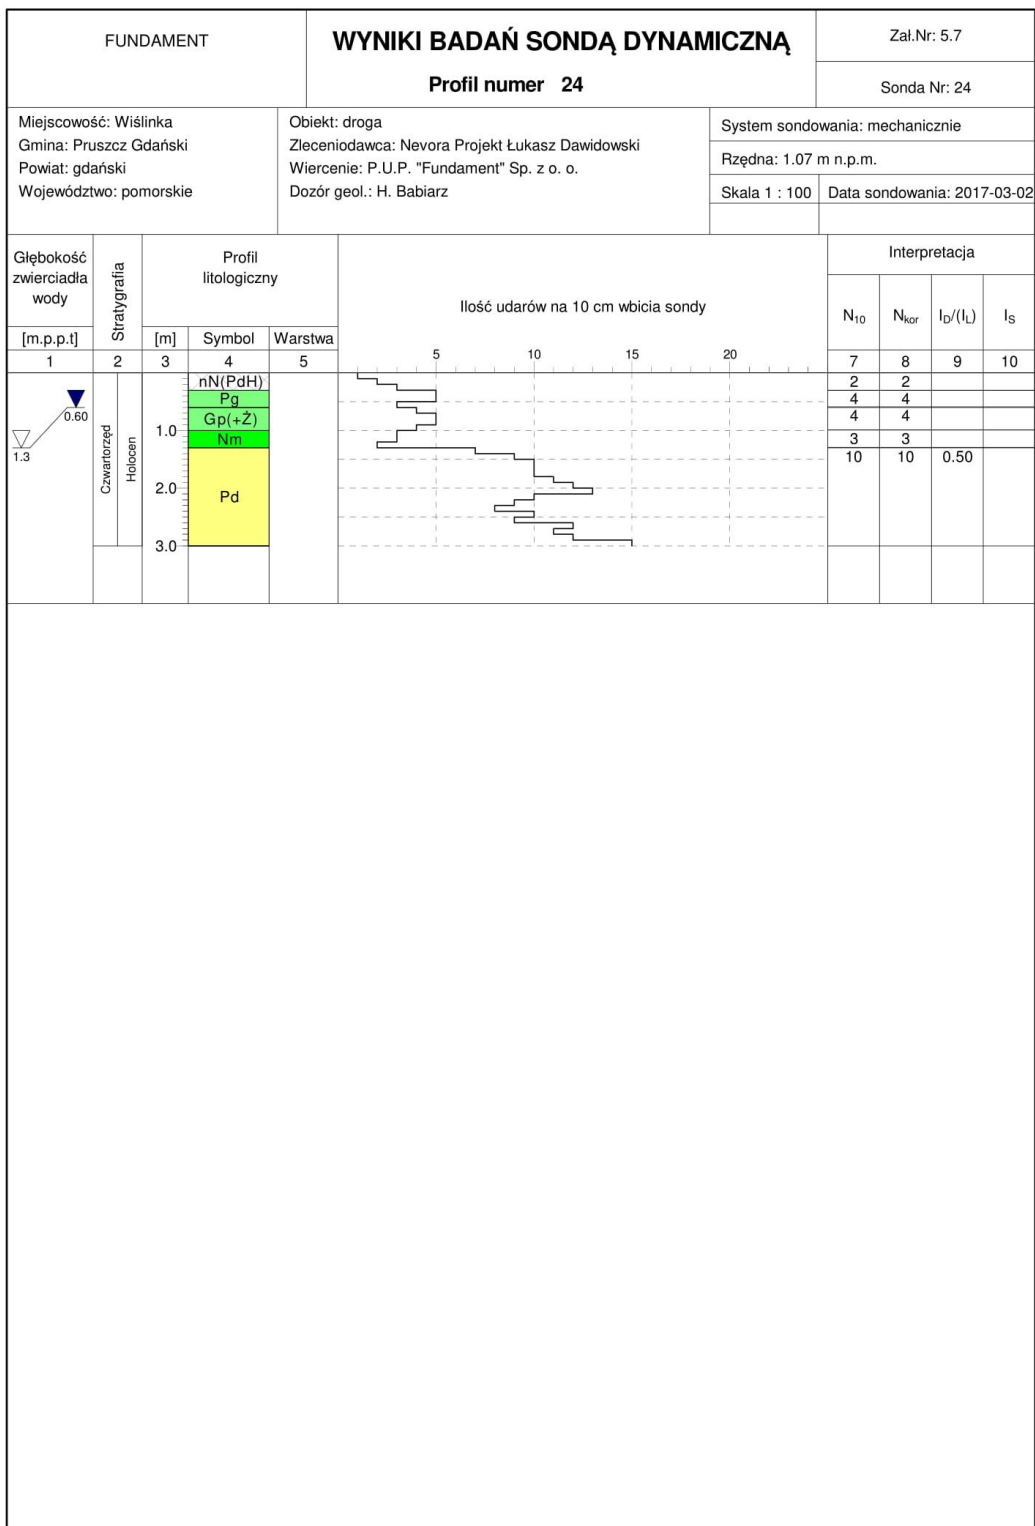 FUNDAMENT
WYNIKI BADAŃ SONDĄ DYNAMICZNĄ
Profil numer 24
Zał.Nr: 5.7
Sonda Nr: 24
Miejscowość: Wiślinka
Gmina: Pruszcz Gdański
Powiat: gdański
Województwo: pomorskie
Obiekt: droga
Zleceniodawca: Nevora Projekt Łukasz Dawidowski
Wiercenie: P.U.P. "Fundament" Sp. z o. o.
Dozór geol.: H. Babiarz
System sondowania: mechanicznie
Rzędna: 1.07 m n.p.m.
Skala 1 : 100 Data sondowania: 2017-03-02
Głębokość
zwierciadła
wody
[m.p.p.t]
Stratygrafia
Profil
litologiczny
[m] Symbol Warstwa
Ilość udarów na 10 cm wbicia sondy
5 10 15 20
Interpretacja
N10 Nkor ID/(IL) IS
1 2 3 4 5 7 8 9 10
0.60
1.3
Czwartorzęd
Holocen
1.0
2.0
3.0
nN(PdH)
Pg
Gp(+Ż)
Nm
Pd
2 2
4 4
4 4
3 3
10 10 0.50